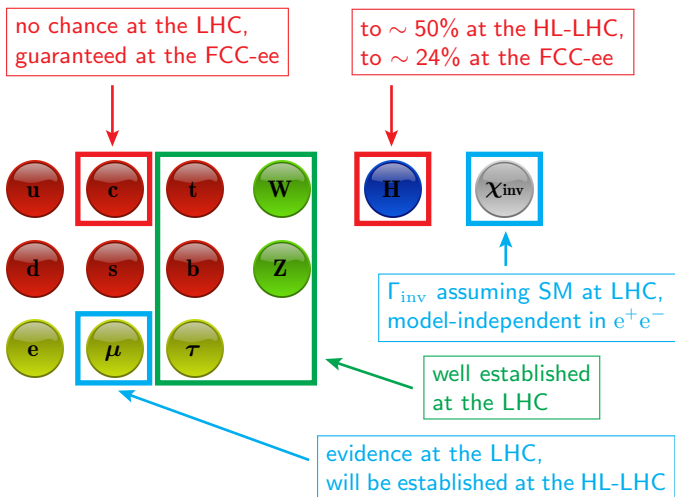 no chance at the LHC,
guaranteed at the FCC-ee
to ∼ 50% at the HL-LHC,
to ∼ 24% at the FCC-ee
u c t W H χinv
d s b Z
e μ τ
Γinv assuming SM at LHC,
model-independent in e⁺e⁻
well established
at the LHC
evidence at the LHC,
will be established at the HL-LHC